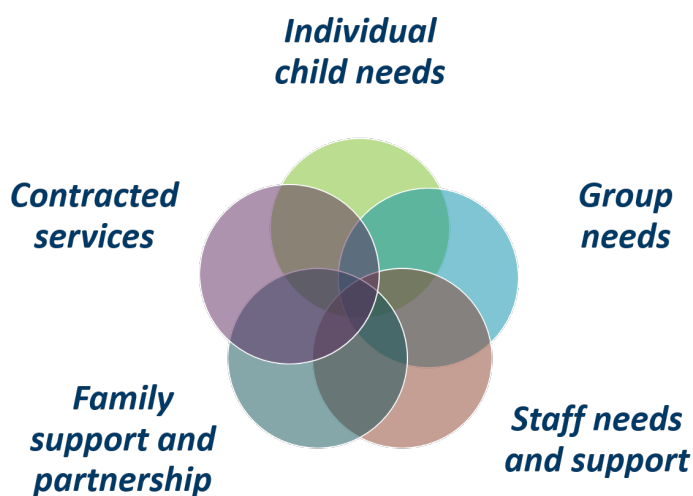 Individual
child needs
Contracted
services
Group
needs
Family
support and
partnership
Staff needs
and support